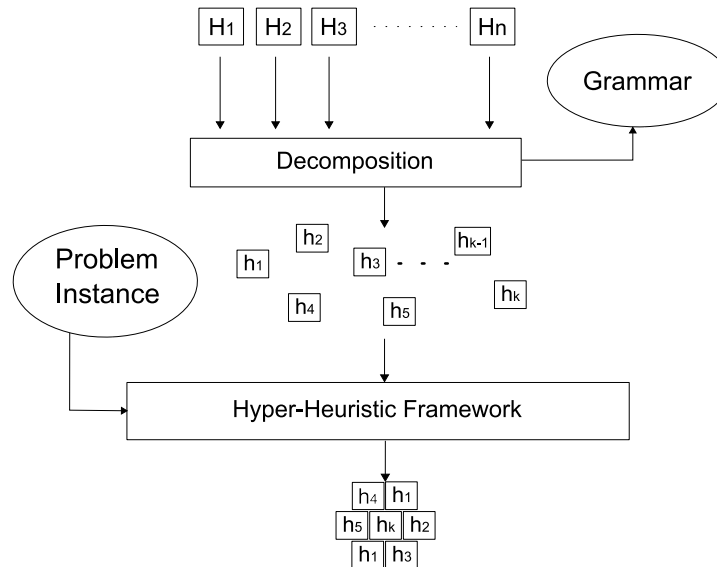 H1 H2 H3 ........ Hn
Grammar
Decomposition
h2 hk-1
h1 h3 . . .
Problem
Instance
h4 h5 hk
Hyper-Heuristic Framework
h4 h1
h5 hk h2
h1 h3